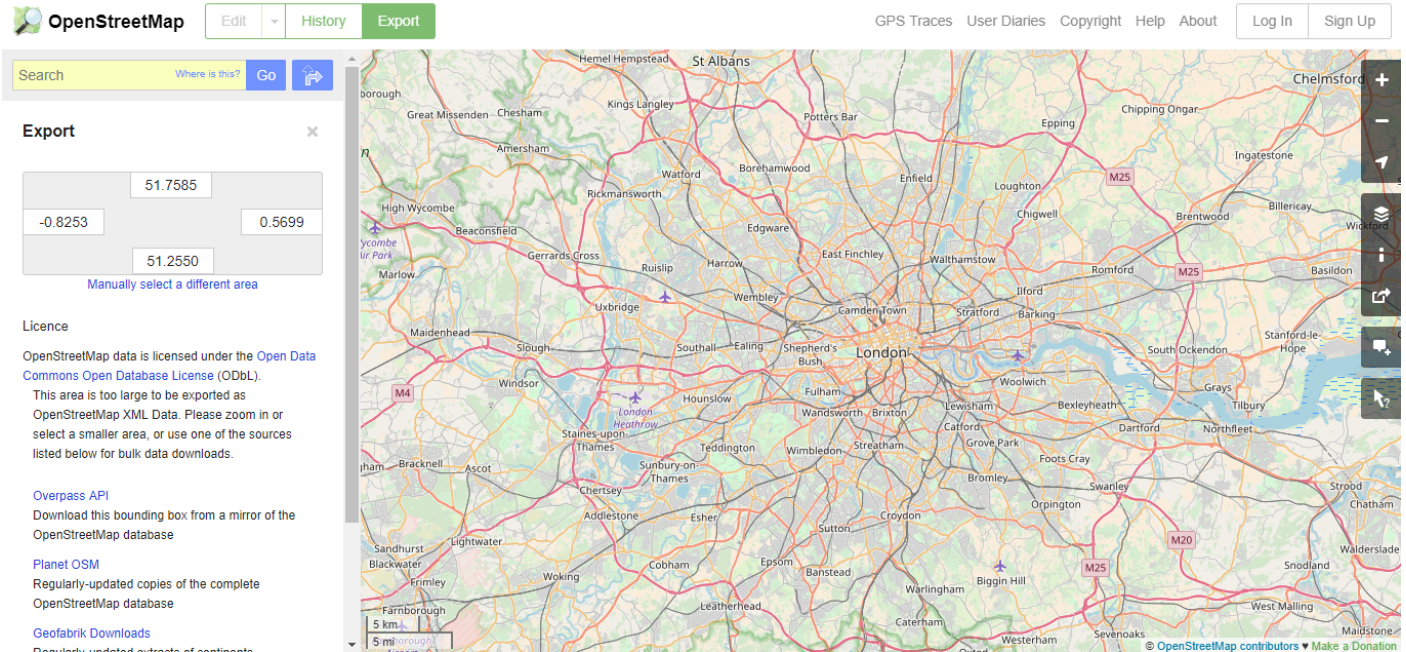 OpenStreetMap
Edit
History
Export
GPS Traces
User Diaries
Copyright
Help
About
Log In
Sign Up
Search
Where is this?
Go
Export
×
51.7585
-0.8253
0.5699
51.2550
Manually select a different area
Licence
OpenStreetMap data is licensed under the Open Data
Commons Open Database License (ODbL).
This area is too large to be exported as
OpenStreetMap XML Data. Please zoom in or
select a smaller area, or use one of the sources
listed below for bulk data downloads.
Overpass API
Download this bounding box from a mirror of the
OpenStreetMap database
Planet OSM
Regularly-updated copies of the complete
OpenStreetMap database
Geofabrik Downloads
Regularly-updated extracts of continents,
Hemel Hempstead
St Albans
Chelmsford
borough
Great Missenden
Chesham
Kings Langley
Potters Bar
Epping
Chipping Ongar
Amersham
Watford
Borehamwood
Enfield
Loughton
M25
Ingatestone
Rickmansworth
High Wycombe
Beaconsfield
Edgware
Chigwell
Brentwood
Billericay
Wickford
ycombe
Air Park
Marlow
Gerrards Cross
Ruislip
Harrow
East Finchley
Walthamstow
Romford
M25
Basildon
Uxbridge
Wembley
Camden Town
Ilford
Stratford
Barking
Maidenhead
Slough
Southall
Ealing
Shepherd's
Bush
London
South Ockendon
Stanford-le-
Hope
Windsor
M4
London
Heathrow
Hounslow
Fulham
Woolwich
Grays
Tilbury
Wandsworth
Brixton
Lewisham
Bexleyheath
Catford
Dartford
Northfleet
Staines-upon-
Thames
Teddington
Wimbledon
Streatham
Grove Park
Foots Cray
gham
Bracknell
Ascot
Sunbury-on-
Thames
Bromley
Swanley
Strood
Chertsey
Orpington
Chatham
Addlestone
Esher
Croydon
Sutton
M20
Lightwater
Sandhurst
Blackwater
Walderslade
Frimley
Woking
Cobham
Epsom
Banstead
Biggin Hill
M25
Snodland
Warlingham
Farnborough
Leatherhead
Caterham
West Malling
Westerham
Sevenoaks
Maidstone
5 km
5 mi
© OpenStreetMap contributors ♥ Make a Donation